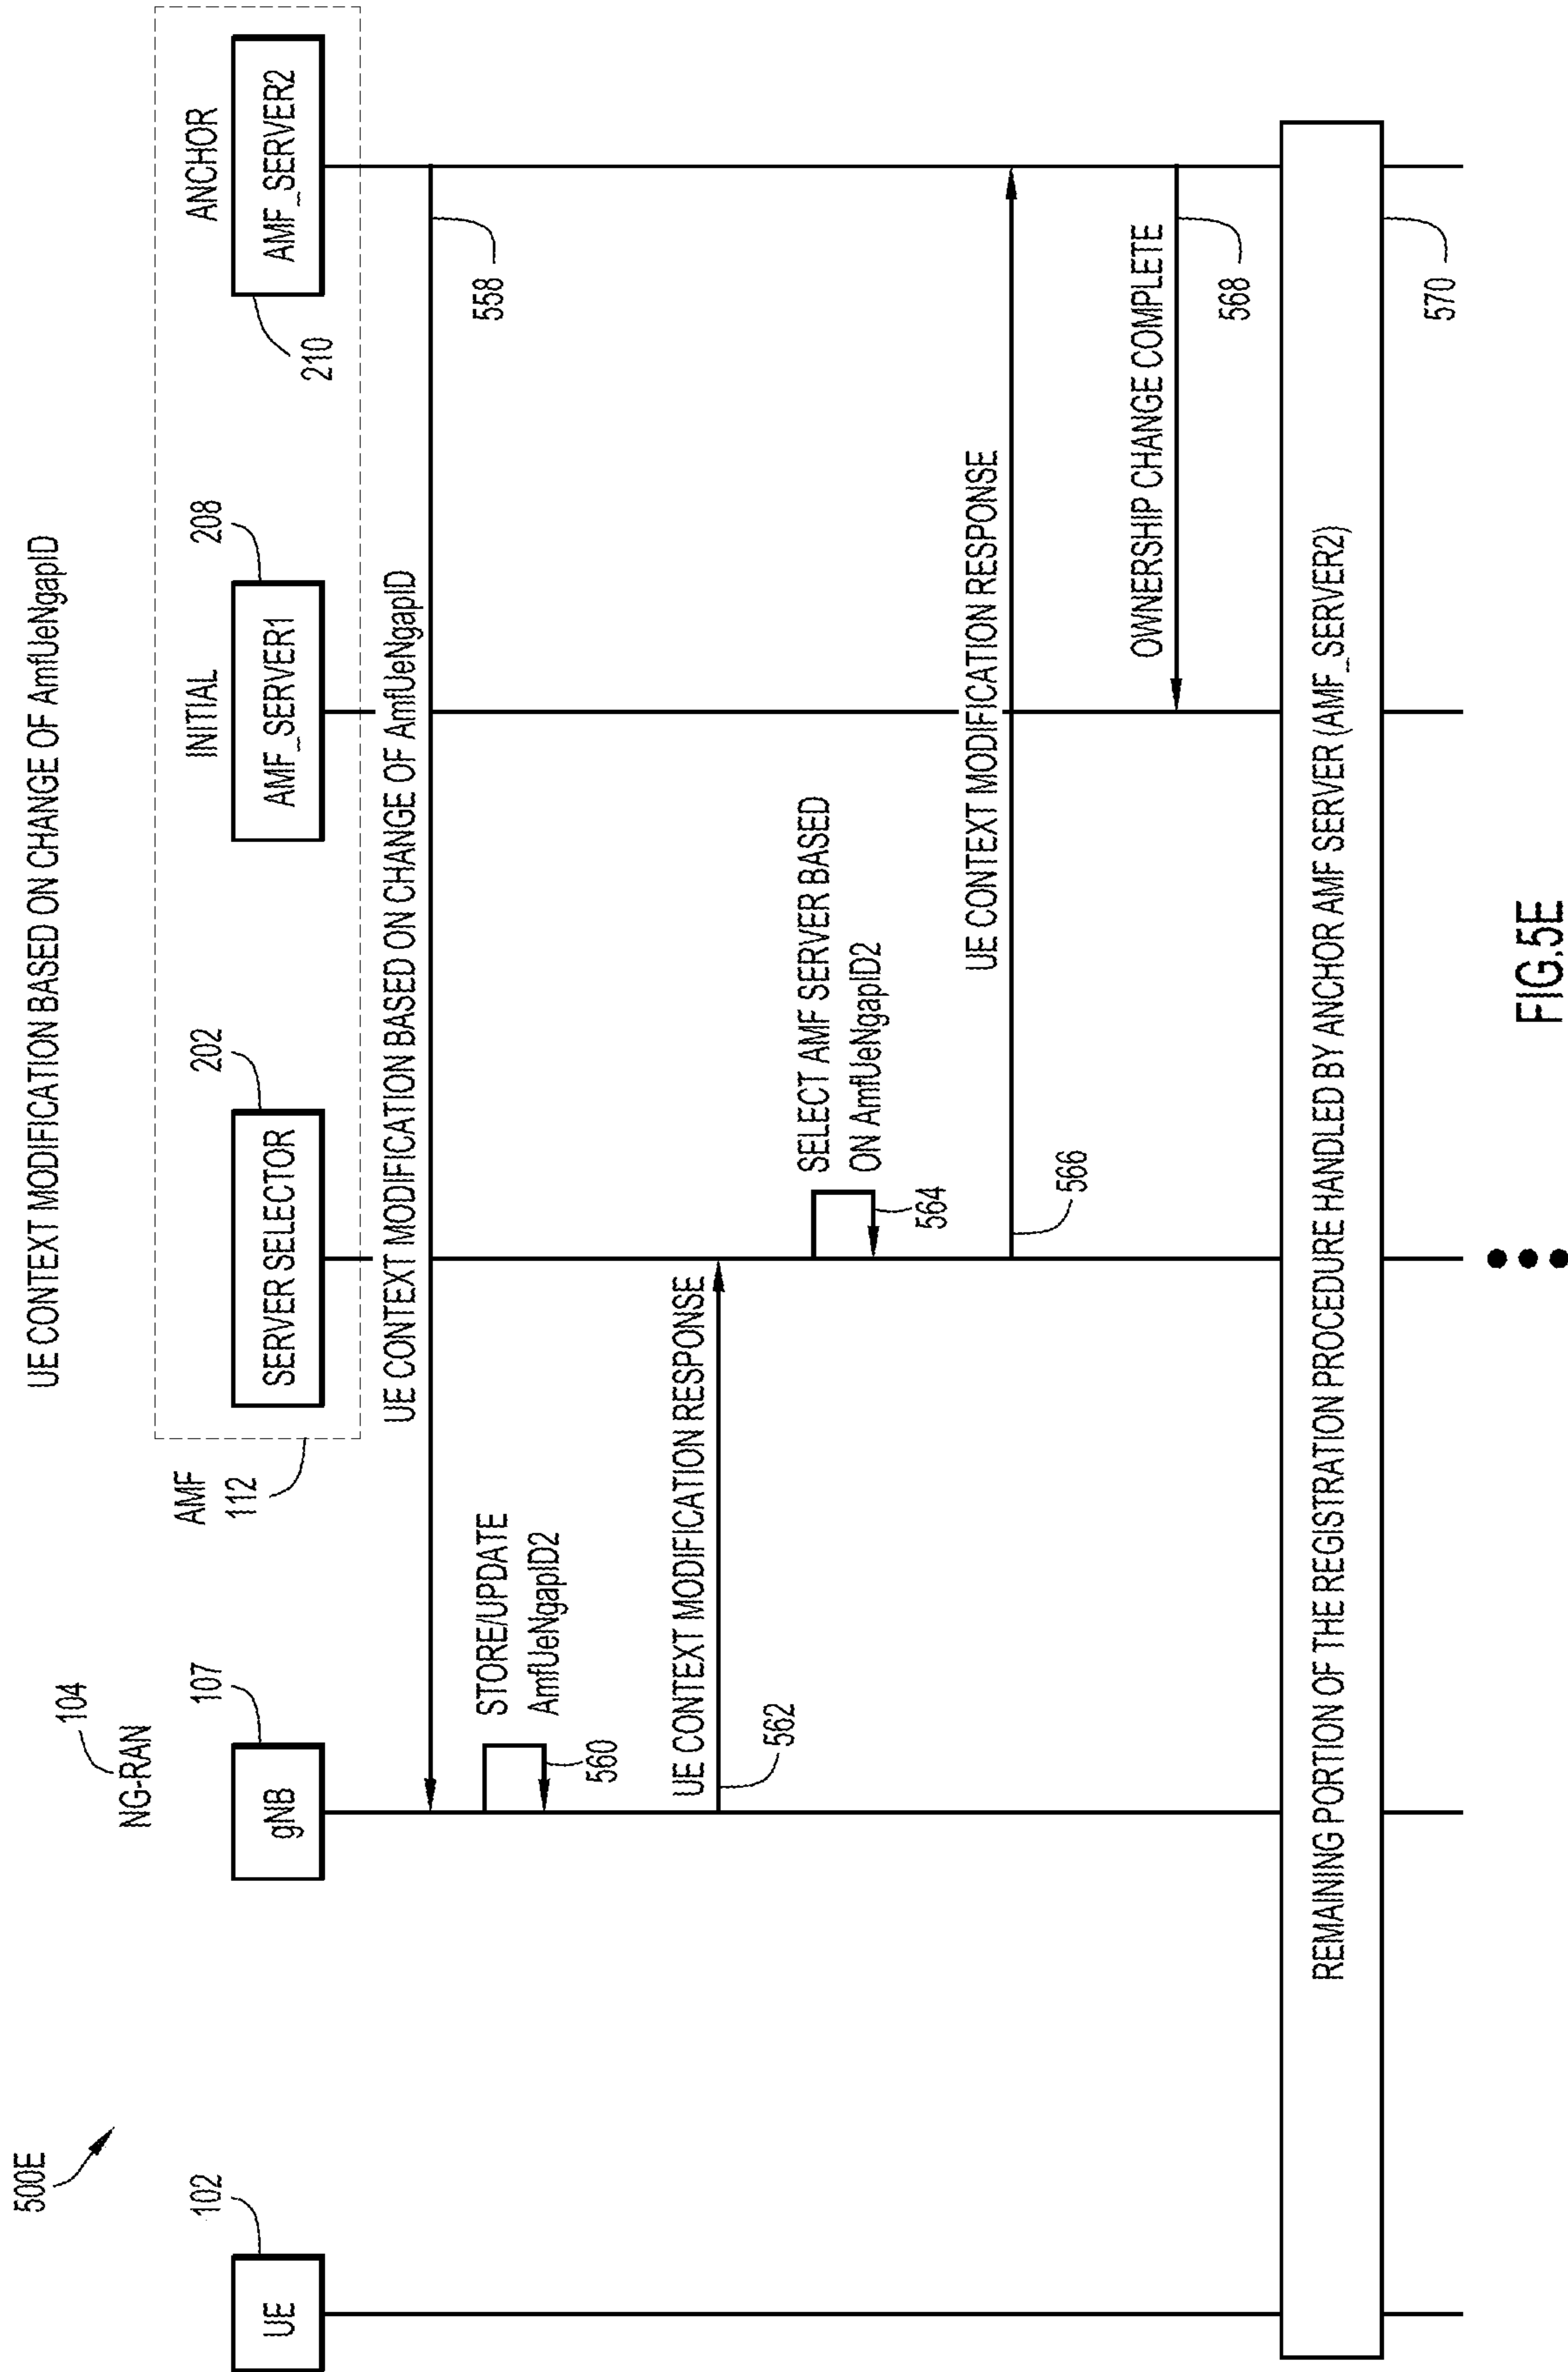 500E
UE CONTEXT MODIFICATION BASED ON CHANGE OF AmfUeNgapID
104
NG-RAN
AMF
112
INITIAL
ANCHOR
102
107
202
208
210
UE
gNB
SERVER SELECTOR
AMF_SERVER1
AMF_SERVER2
UE CONTEXT MODIFICATION BASED ON CHANGE OF AmfUeNgapID
558
STORE/UPDATE
AmfUeNgapID2
560
UE CONTEXT MODIFICATION RESPONSE
562
SELECT AMF SERVER BASED
ON AmfUeNgapID2
564
UE CONTEXT MODIFICATION RESPONSE
566
OWNERSHIP CHANGE COMPLETE
568
REMAINING PORTION OF THE REGISTRATION PROCEDURE HANDLED BY ANCHOR AMF SERVER (AMF_SERVER2)
570
FIG.5E